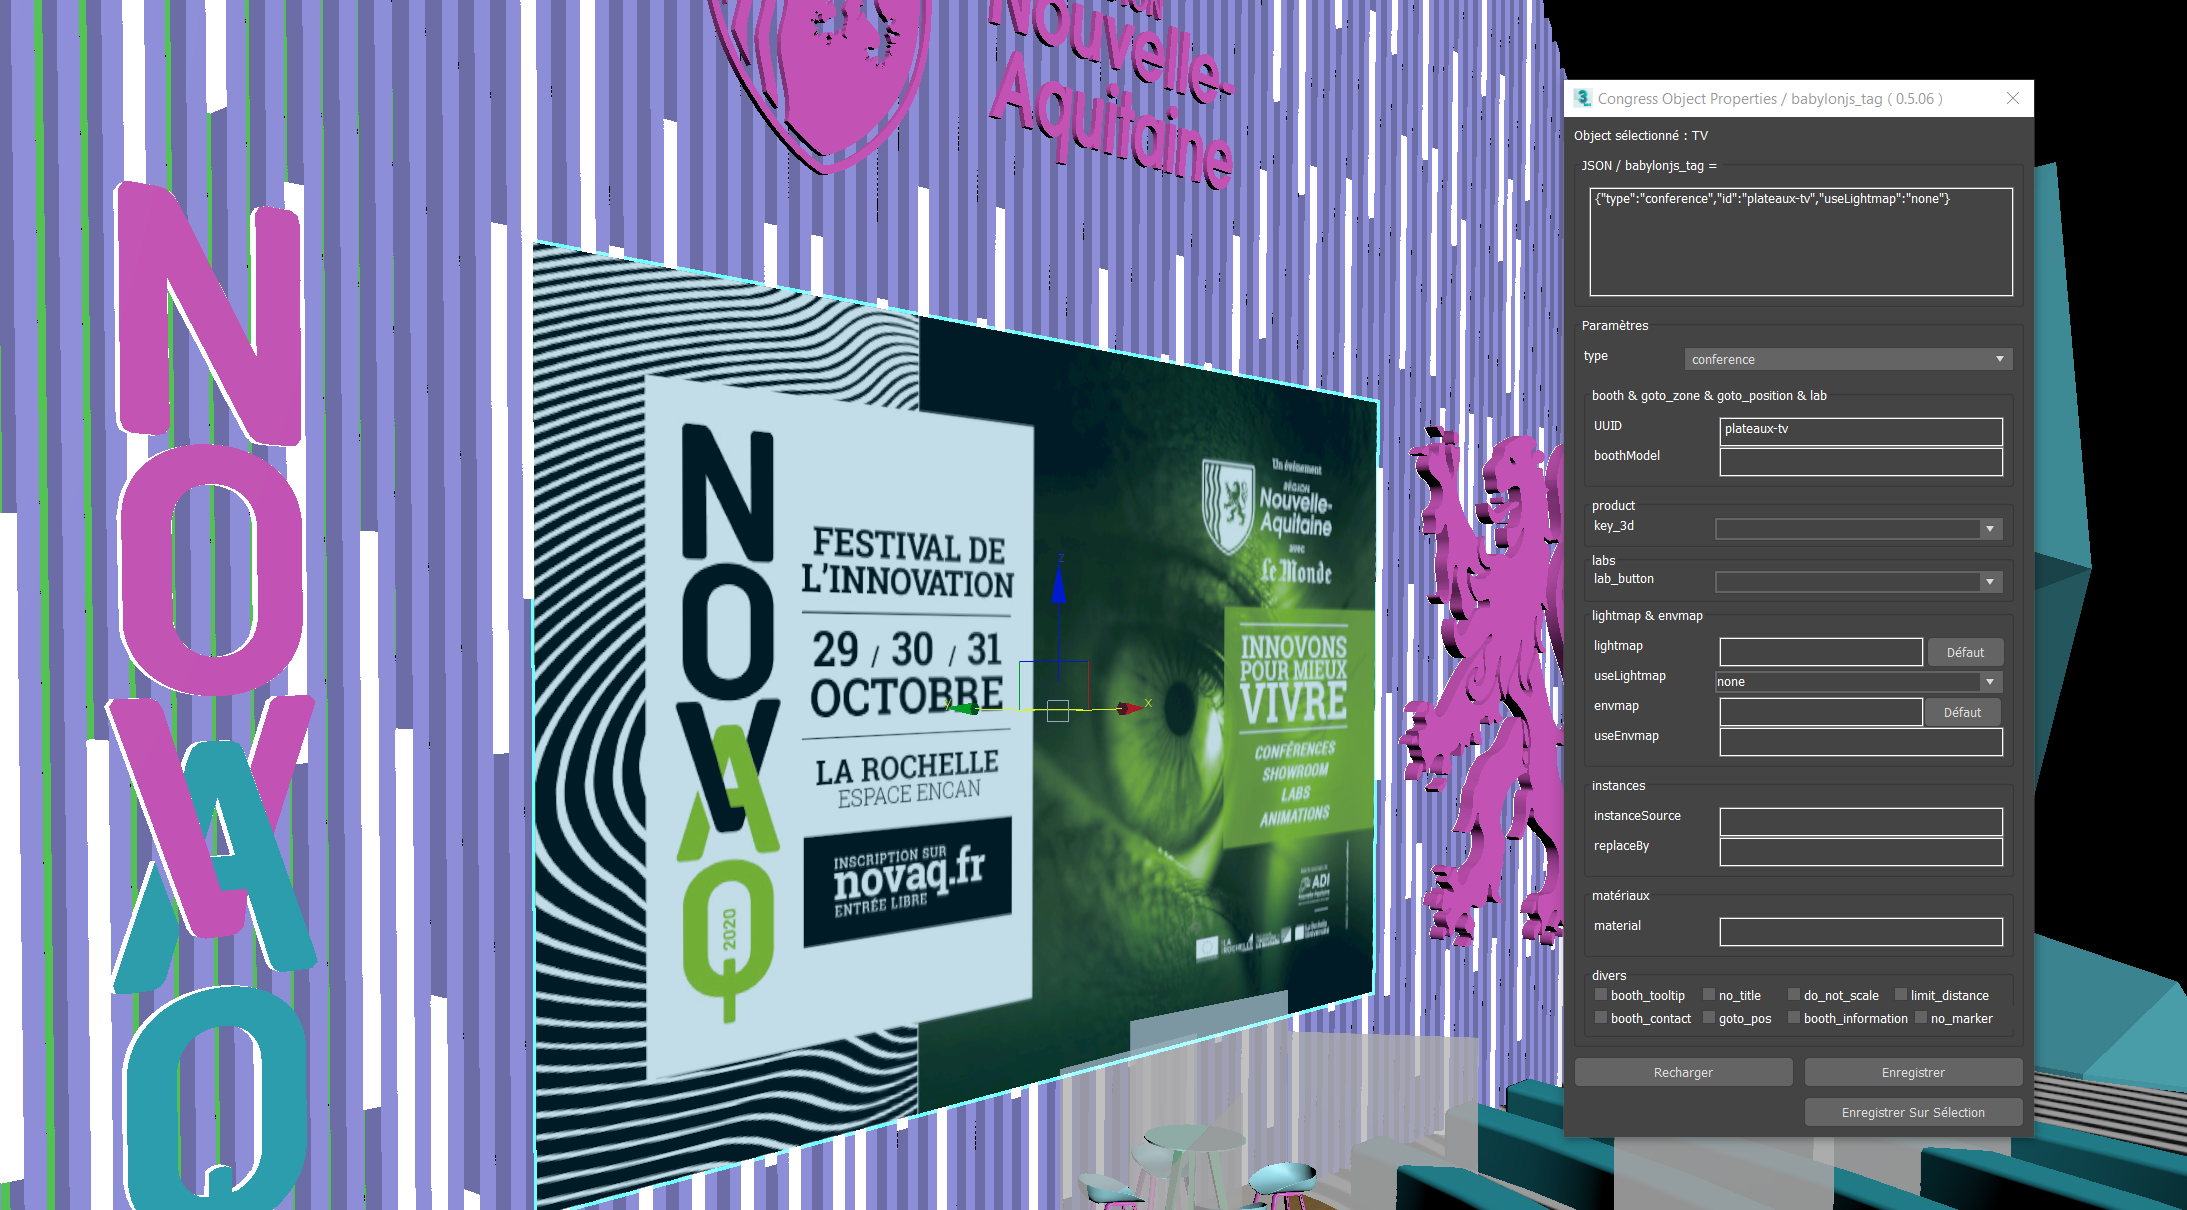 NOVAQ
Nouvelle-
Aquitaine
NOVAQ
2020
FESTIVAL DE
L'INNOVATION
29 / 30 / 31
OCTOBRE
LA ROCHELLE
ESPACE ENCAN
INSCRIPTION SUR
novaq.fr
ENTRÉE LIBRE
Un événement
RÉGION
Nouvelle-
Aquitaine
avec
Le Monde
INNOVONS
POUR MIEUX
VIVRE
CONFÉRENCES
SHOWROOM
LABS
ANIMATIONS
ADI
z
y
x
Congress Object Properties / babylonjs_tag ( 0.5.06 )
Object sélectionné : TV
JSON / babylonjs_tag =
{"type":"conference","id":"plateaux-tv","useLightmap":"none"}
Paramètres
type conference
booth & goto_zone & goto_position & lab
UUID plateaux-tv
boothModel
product
key_3d
labs
lab_button
lightmap & envmap
lightmap Défaut
useLightmap none
envmap Défaut
useEnvmap
instances
instanceSource
replaceBy
matériaux
material
divers
booth_tooltip no_title do_not_scale limit_distance
booth_contact goto_pos booth_information no_marker
Recharger Enregistrer
Enregistrer Sur Sélection